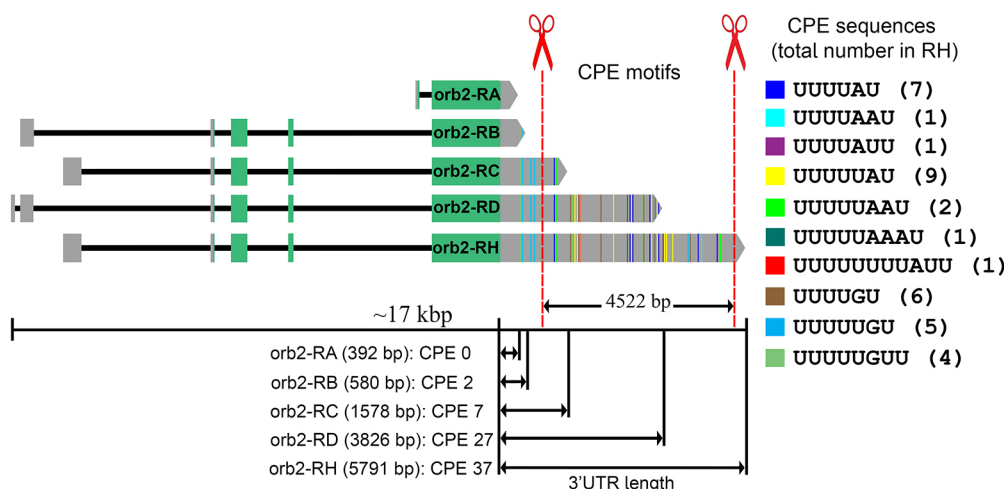 CPE sequences
(total number in RH)
CPE motifs
UUUUAU (7)
UUUUAAU (1)
UUUUAUU (1)
UUUUUAU (9)
UUUUUAAU (2)
UUUUUAAAU (1)
UUUUUUUUAUU (1)
UUUUGU (6)
UUUUUGU (5)
UUUUUGUU (4)
orb2-RA
orb2-RB
orb2-RC
orb2-RD
orb2-RH
4522 bp
~17 kbp
orb2-RA (392 bp): CPE 0
orb2-RB (580 bp): CPE 2
orb2-RC (1578 bp): CPE 7
orb2-RD (3826 bp): CPE 27
orb2-RH (5791 bp): CPE 37
3'UTR length